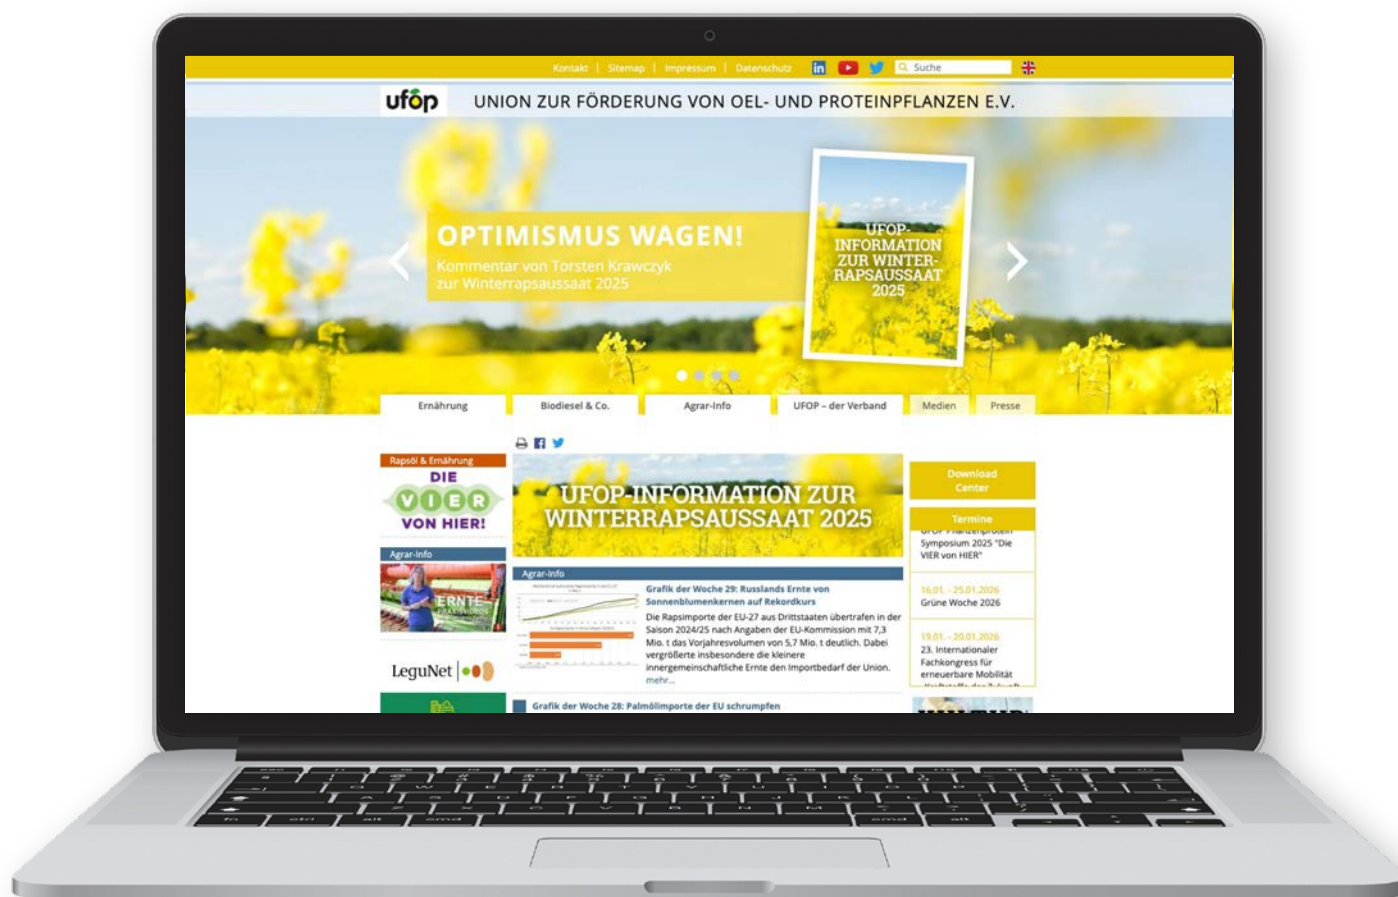 Kontakt | Sitemap | Impressum | Datenschutz
Suche
ufop
UNION ZUR FÖRDERUNG VON OEL- UND PROTEINPFLANZEN E.V.
OPTIMISMUS WAGEN!
Kommentar von Torsten Krawczyk
zur Winterrapsaussaat 2025
UFOP-
INFORMATION
ZUR WINTER-
RAPSAUSSAAT
2025
Ernährung
Biodiesel & Co.
Agrar-Info
UFOP – der Verband
Medien
Presse
Rapsöl & Ernährung
DIE
VIER
VON HIER!
Agrar-Info
ERNTE
PRAXISVIDEOS
LeguNet
UFOP-INFORMATION ZUR
WINTERRAPSAUSSAAT 2025
Agrar-Info
Grafik der Woche 29: Russlands Ernte von
Sonnenblumenkernen auf Rekordkurs
Die Rapsimporte der EU-27 aus Drittstaaten übertrafen in der
Saison 2024/25 nach Angaben der EU-Kommission mit 7,3
Mio. t das Vorjahresvolumen von 5,7 Mio. t deutlich. Dabei
vergrößerte insbesondere die kleinere
innergemeinschaftliche Ernte den Importbedarf der Union.
mehr...
Grafik der Woche 28: Palmölimporte der EU schrumpfen
Download
Center
Termine
UFOP Pflanzenprotein
Symposium 2025 "Die
VIER von HIER"
16.01. - 25.01.2026
Grüne Woche 2026
19.01. - 20.01.2026
23. Internationaler
Fachkongress für
erneuerbare Mobilität